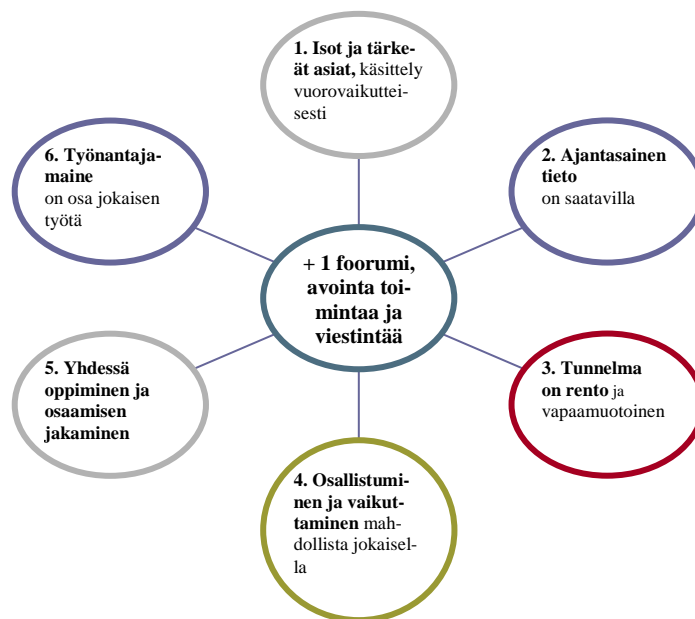 1. Isot ja tärke-
ät asiat, käsittely
vuorovaikuttei-
sesti
2. Ajantasainen
tieto
on saatavilla
3. Tunnelma
on rento ja
vapaamuotoinen
4. Osallistumi-
nen ja vaikut-
taminen mah-
dollista jokaisel-
la
5. Yhdessä
oppiminen ja
osaamisen
jakaminen
6. Työnantaja-
maine
on osa jokaisen
työtä
+ 1 foorumi,
avointa toi-
mintaa ja
viestintää